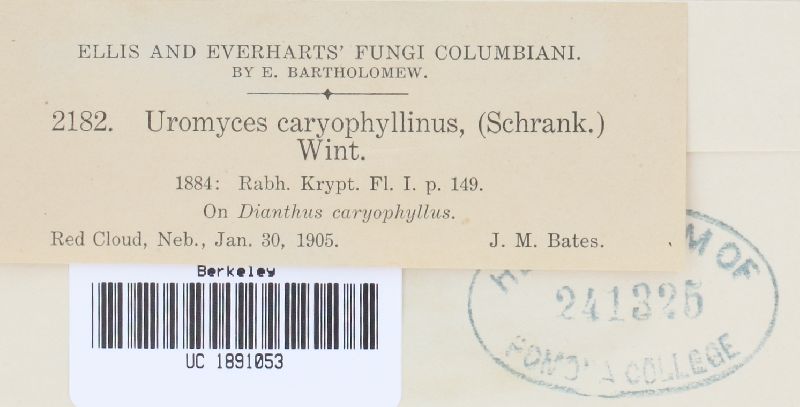 ELLIS AND EVERHARTS' FUNGI COLUMBIANI.
BY E. BARTHOLOMEW.
2182. Uromyces caryophyllinus, (Schrank.)
Wint.
1884: Rabh. Krypt. Fl. I. p. 149.
On Dianthus caryophyllus.
Red Cloud, Neb., Jan. 30, 1905. J. M. Bates.
Berkeley
UC 1891053
OF
241325
COLLEGE